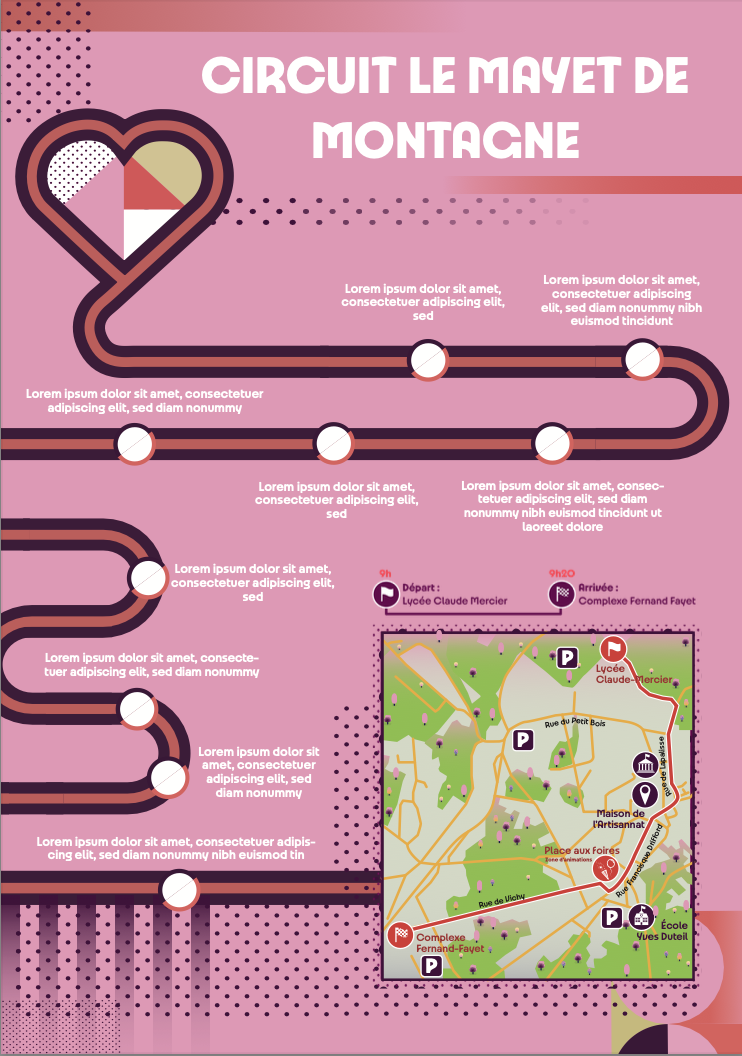 CIRCUIT LE MAYET DE
MONTAGNE
Lorem ipsum dolor sit amet,
consectetuer adipiscing elit,
sed
Lorem ipsum dolor sit amet,
consectetuer adipiscing
elit, sed diam nonummy nibh
euismod tincidunt
Lorem ipsum dolor sit amet, consectetuer
adipiscing elit, sed diam nonummy
Lorem ipsum dolor sit amet,
consectetuer adipiscing elit,
sed
Lorem ipsum dolor sit amet, consec-
tetuer adipiscing elit, sed diam
nonummy nibh euismod tincidunt ut
laoreet dolore
Lorem ipsum dolor sit amet,
consectetuer adipiscing elit,
sed
Lorem ipsum dolor sit amet, consecte-
tuer adipiscing elit, sed diam nonummy
Lorem ipsum dolor sit
amet, consectetuer
adipiscing elit, sed
diam nonummy
Lorem ipsum dolor sit amet, consectetuer adipis-
cing elit, sed diam nonummy nibh euismod tin
9h
Départ :
Lycée Claude Mercier
9h20
Arrivée :
Complexe Fernand Fayet
P
Lycée
Claude-Mercier
Rue du Petit Bois
P
Rue de Lapalisse
Maison de
l'Artisannat
Place aux foires
Zone d'animations
Rue Francisque Drifford
Rue de Vichy
P
École
Yves Duteil
Complexe
Fernand-Fayet
P